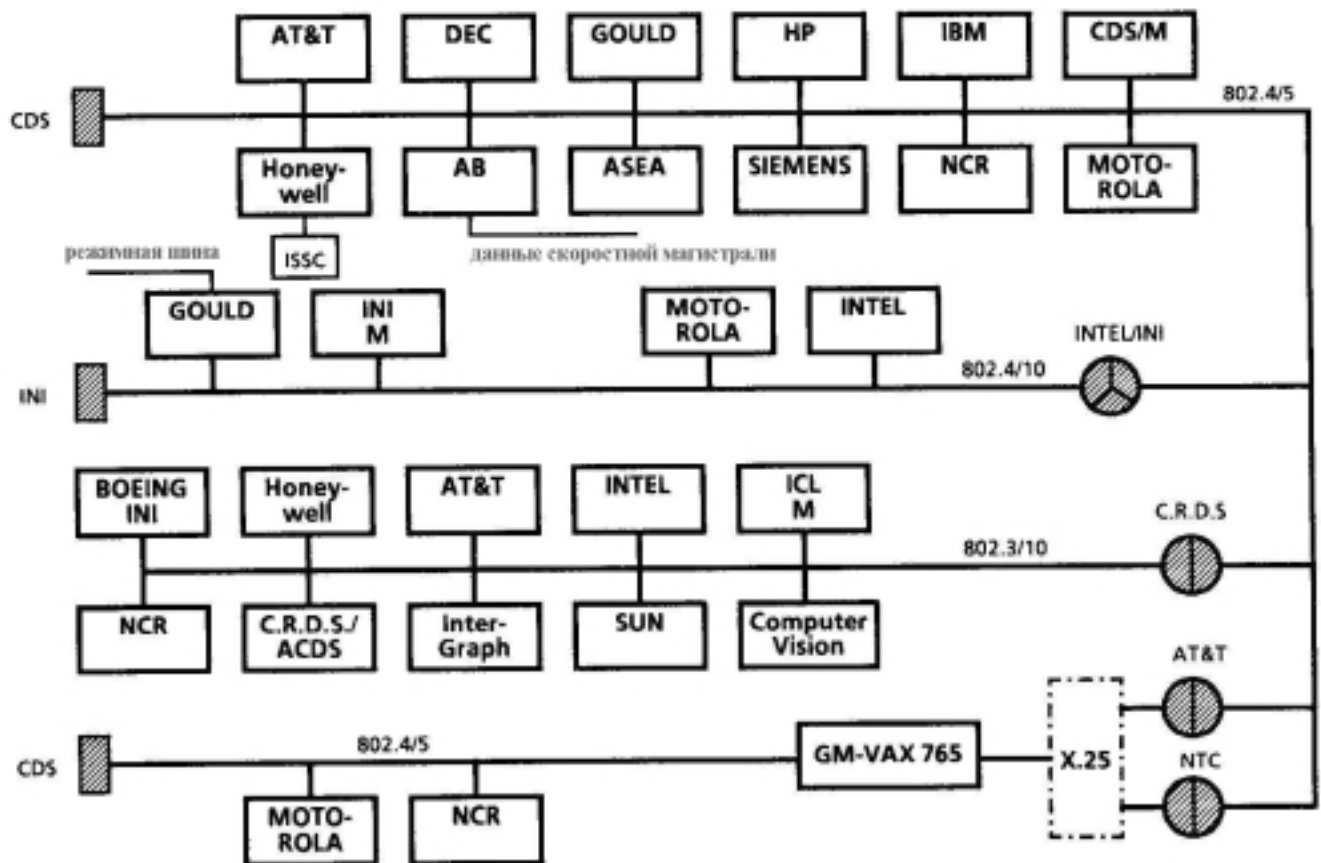 AT&T
DEC
GOULD
HP
IBM
CDS/M
802.4/5
CDS
Honey-
well
AB
ASEA
SIEMENS
NCR
MOTO-
ROLA
режимная шина
ISSC
данные скоростной магистрали
GOULD
INI
M
MOTO-
ROLA
INTEL
INTEL/INI
802.4/10
INI
BOEING
INI
Honey-
well
AT&T
INTEL
ICL
M
C.R.D.S
802.3/10
NCR
C.R.D.S./
ACDS
Inter-
Graph
SUN
Computer
Vision
AT&T
802.4/5
GM-VAX 765
X.25
NTC
CDS
MOTO-
ROLA
NCR